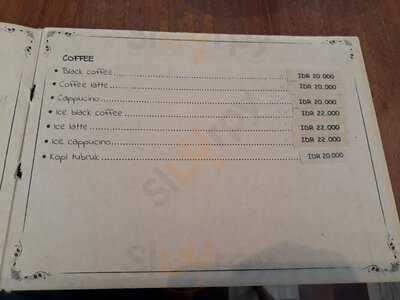 COFFEE
• Black coffee IDR 20.000
• Coffee latte IDR 20.000
• Cappucino IDR 20.000
• Ice black coffee IDR 22.000
• Ice latte IDR 22.000
• Ice cappucino IDR 22.000
• Kopi tubruk IDR 20.000